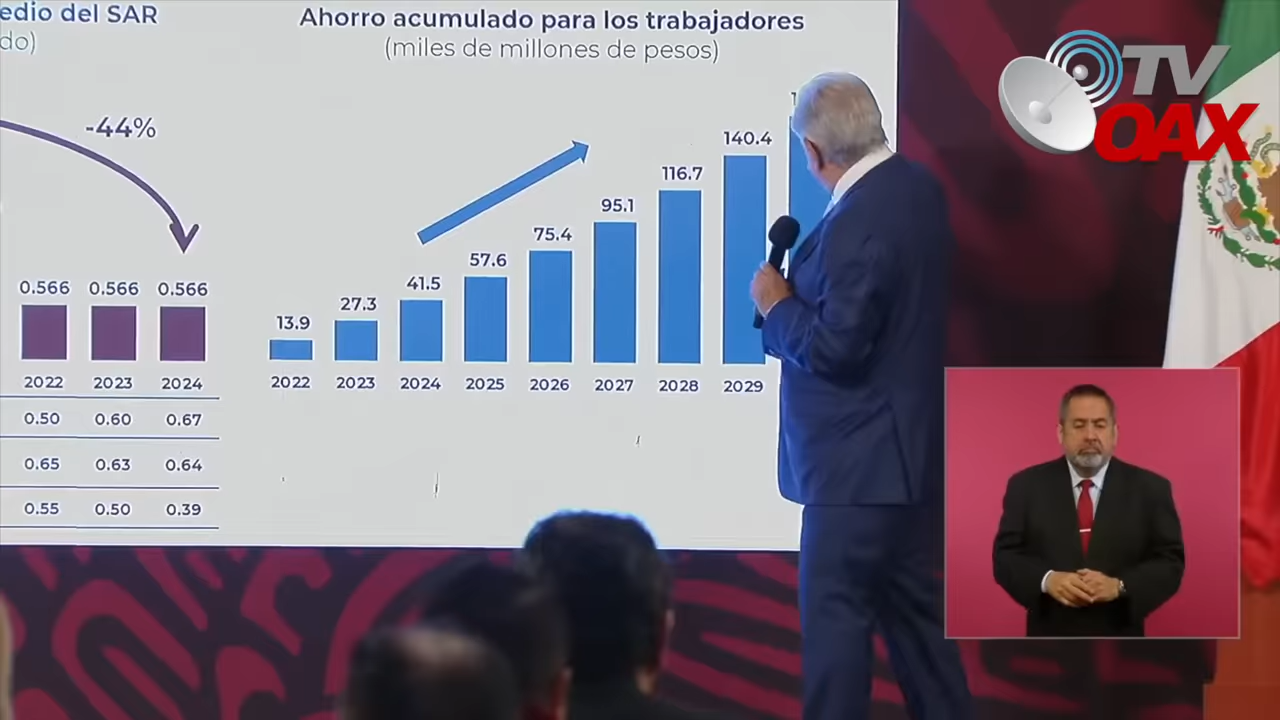 edio del SAR
do)
-44%
0.566 0.566 0.566
2022 2023 2024
0.50 0.60 0.67
0.65 0.63 0.64
0.55 0.50 0.39
Ahorro acumulado para los trabajadores
(miles de millones de pesos)
13.9 27.3 41.5 57.6 75.4 95.1 116.7 140.4
2022 2023 2024 2025 2026 2027 2028 2029
TV
OAX